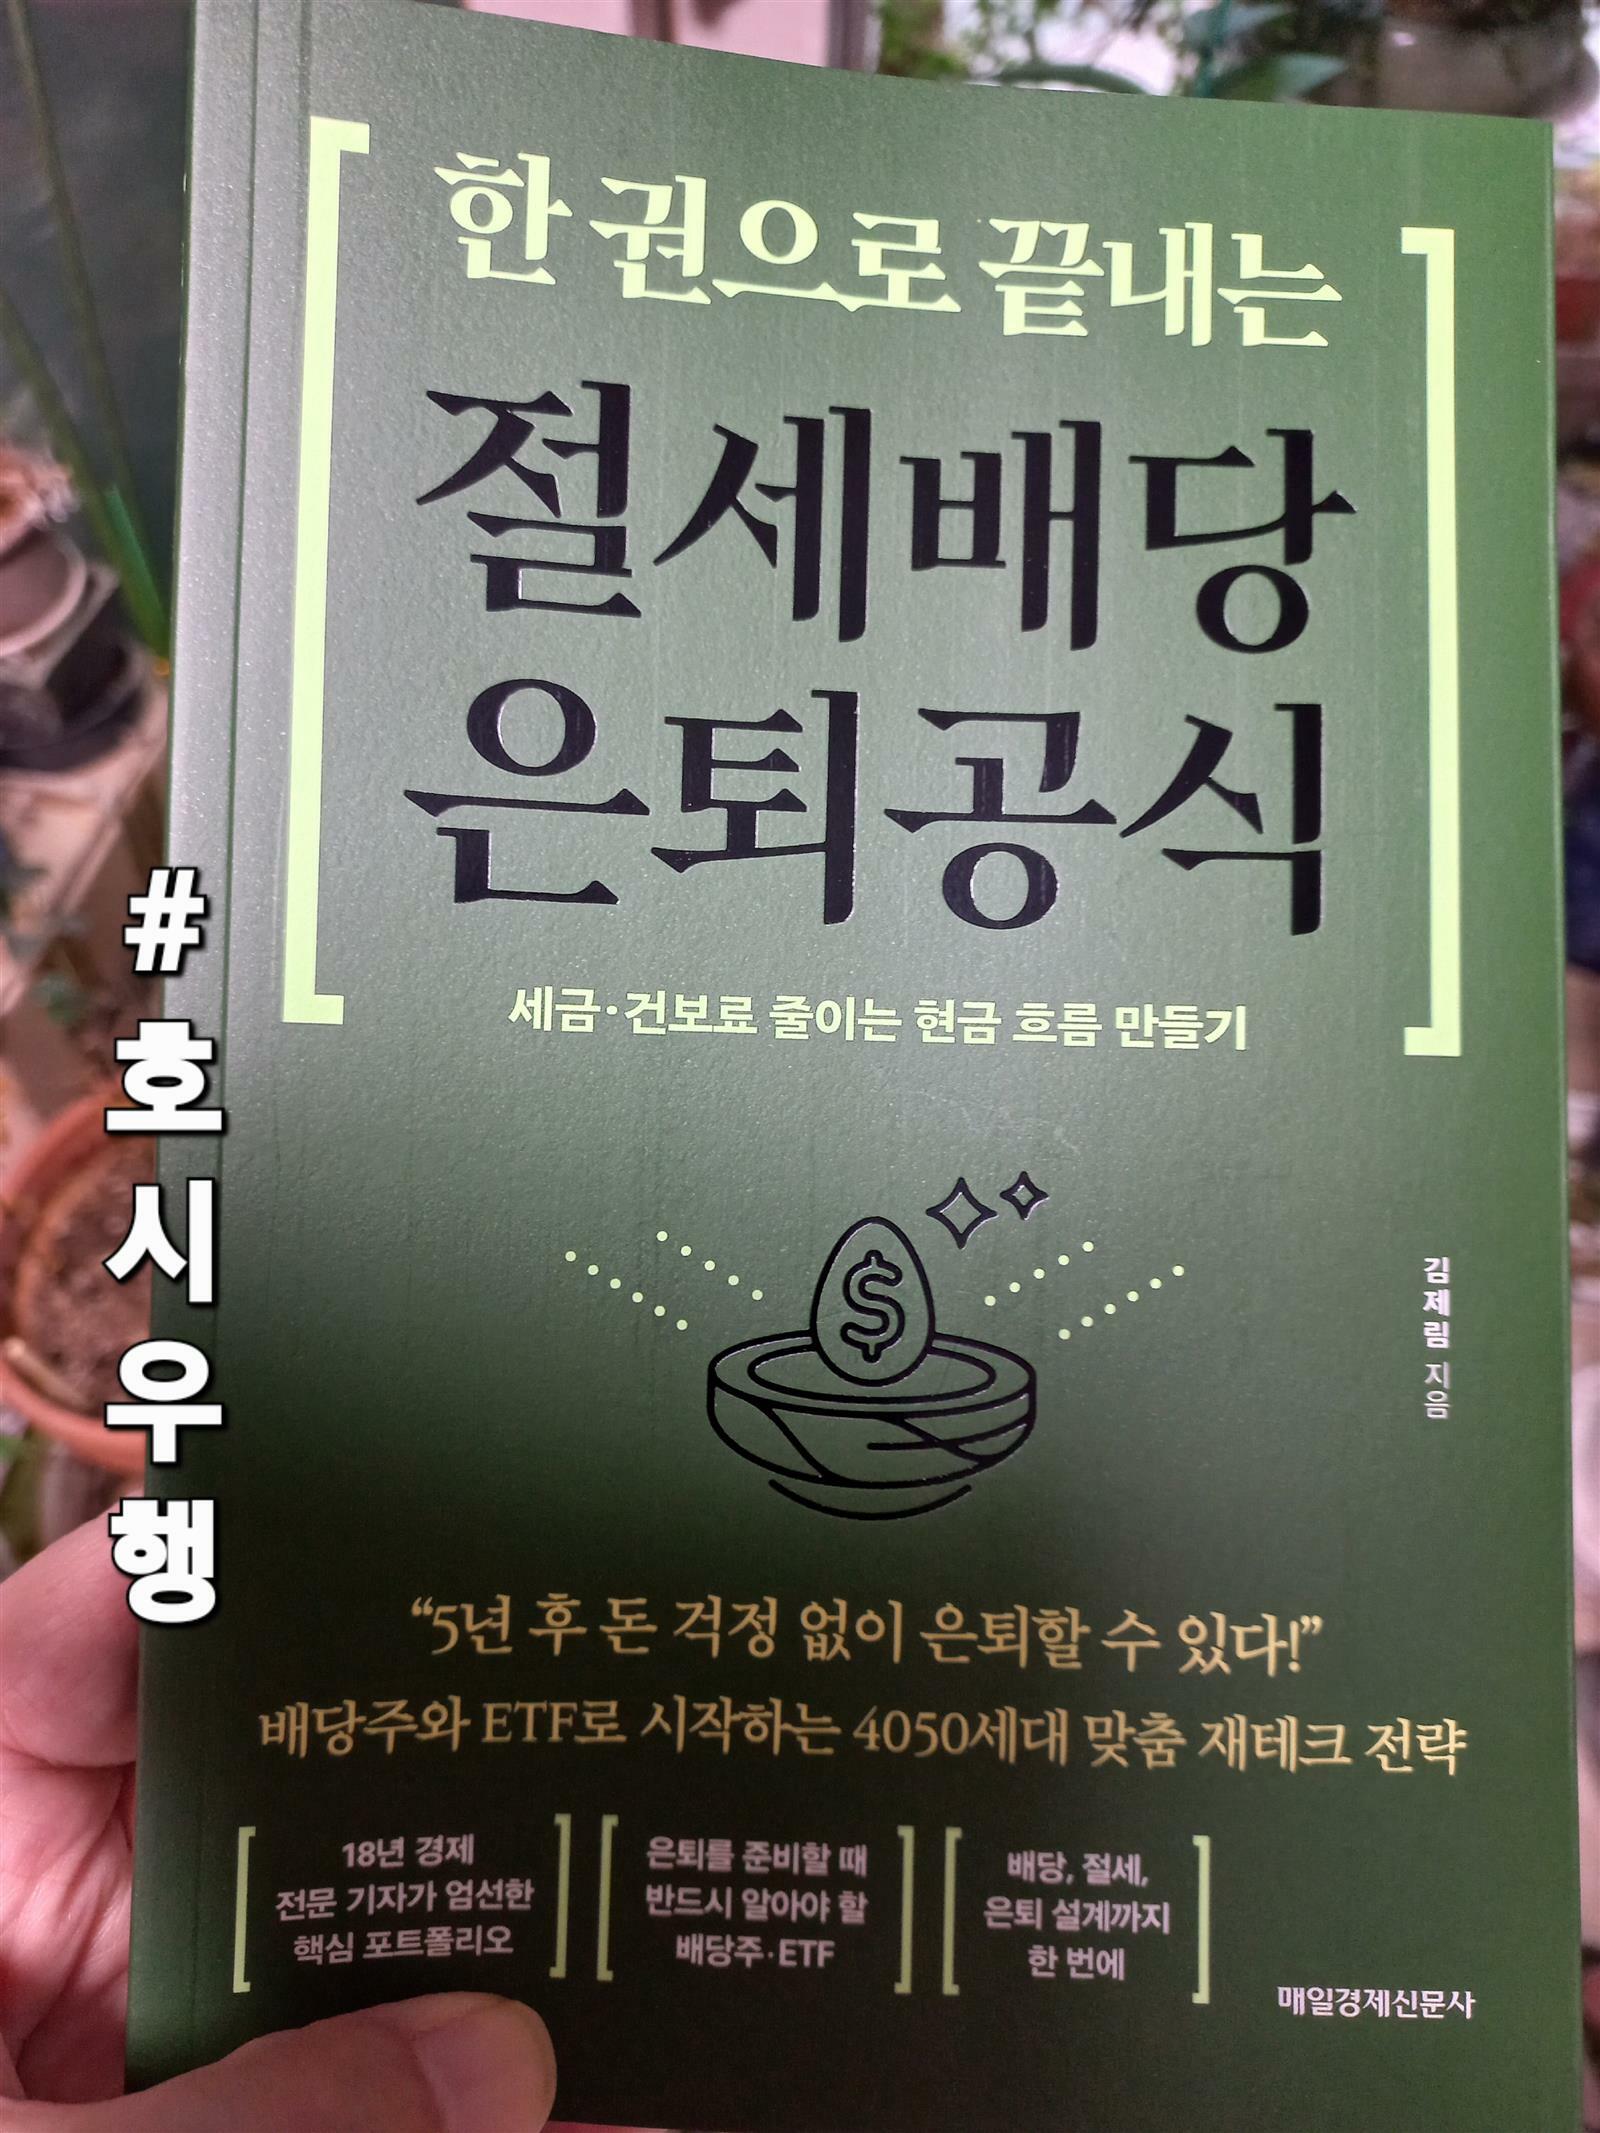 한 권으로 끝내는
절세배당
은퇴공식
세금·건보료 줄이는 현금 흐름 만들기
#호시우행
$
김제림 지음
“5년 후 돈 걱정 없이 은퇴할 수 있다!”
배당주와 ETF로 시작하는 4050세대 맞춤 재테크 전략
18년 경제
전문 기자가 엄선한
핵심 포트폴리오
은퇴를 준비할 때
반드시 알아야 할
배당주·ETF
배당, 절세,
은퇴 설계까지
한 번에
매일경제신문사